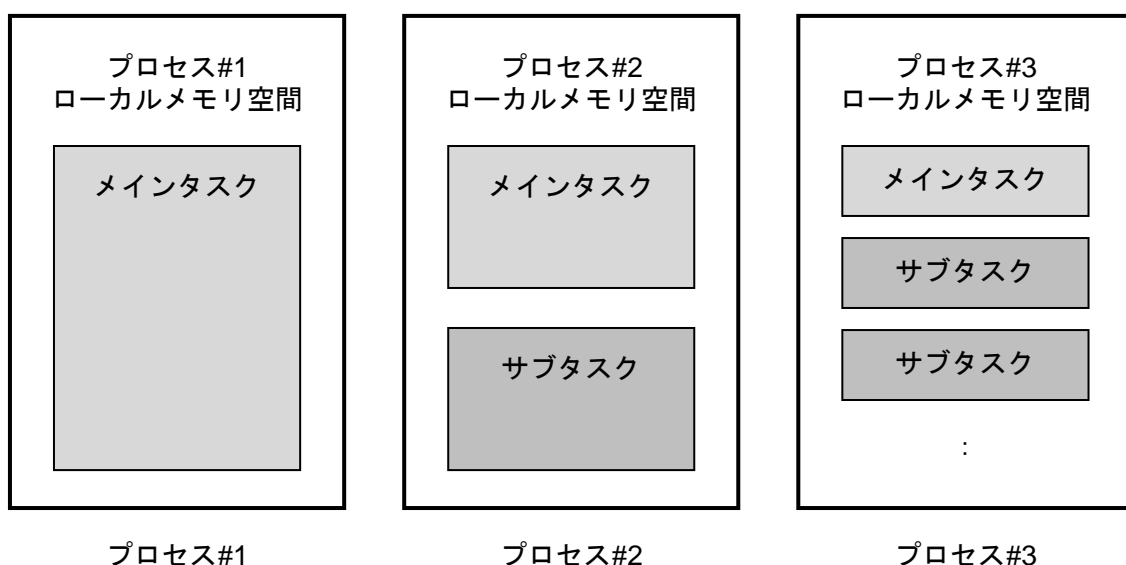 プロセス#1
ローカルメモリ空間
メインタスク
プロセス#1
プロセス#2
ローカルメモリ空間
メインタスク
サブタスク
プロセス#2
プロセス#3
ローカルメモリ空間
メインタスク
サブタスク
サブタスク
:
プロセス#3